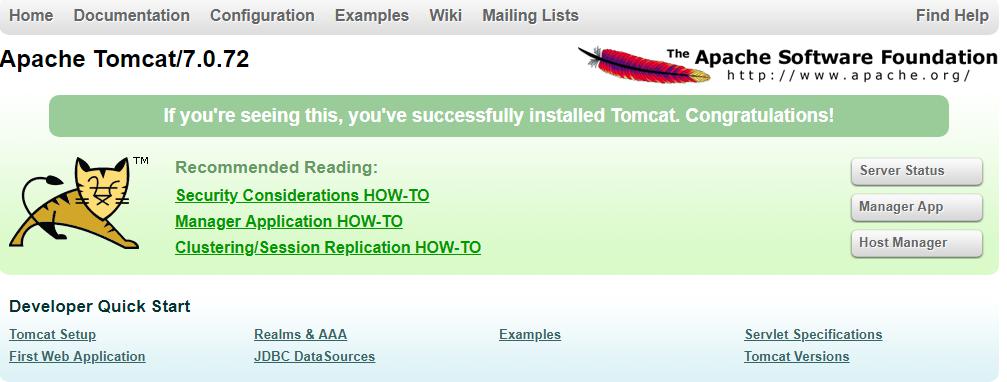 Home Documentation Configuration Examples Wiki Mailing Lists Find Help
Apache Tomcat/7.0.72
The Apache Software Foundation
http://www.apache.org/
If you're seeing this, you've successfully installed Tomcat. Congratulations!
TM
Recommended Reading:
Security Considerations HOW-TO
Manager Application HOW-TO
Clustering/Session Replication HOW-TO
Server Status
Manager App
Host Manager
Developer Quick Start
Tomcat Setup Realms & AAA Examples Servlet Specifications
First Web Application JDBC DataSources Tomcat Versions